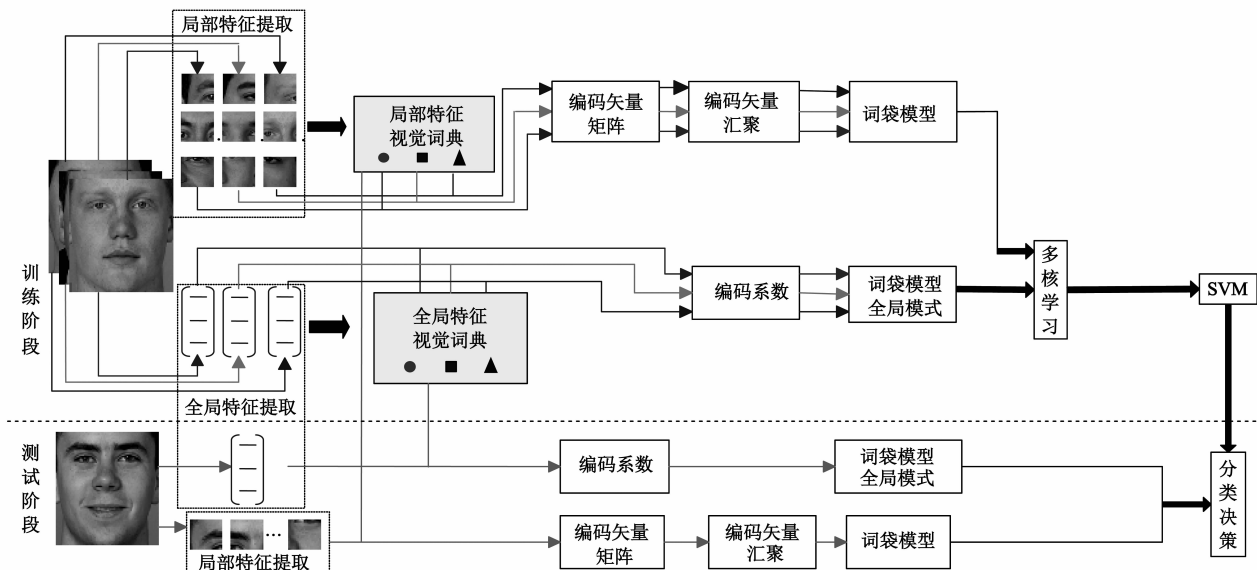 局部特征提取
局部特征
视觉词典
编码矢量
矩阵
编码矢量
汇聚
词袋模型
训练阶段
全局特征
视觉词典
编码系数
词袋模型
全局模式
多核学习
SVM
全局特征提取
测试阶段
编码系数
词袋模型
全局模式
分类决策
…
编码矢量
矩阵
编码矢量
汇聚
词袋模型
局部特征提取